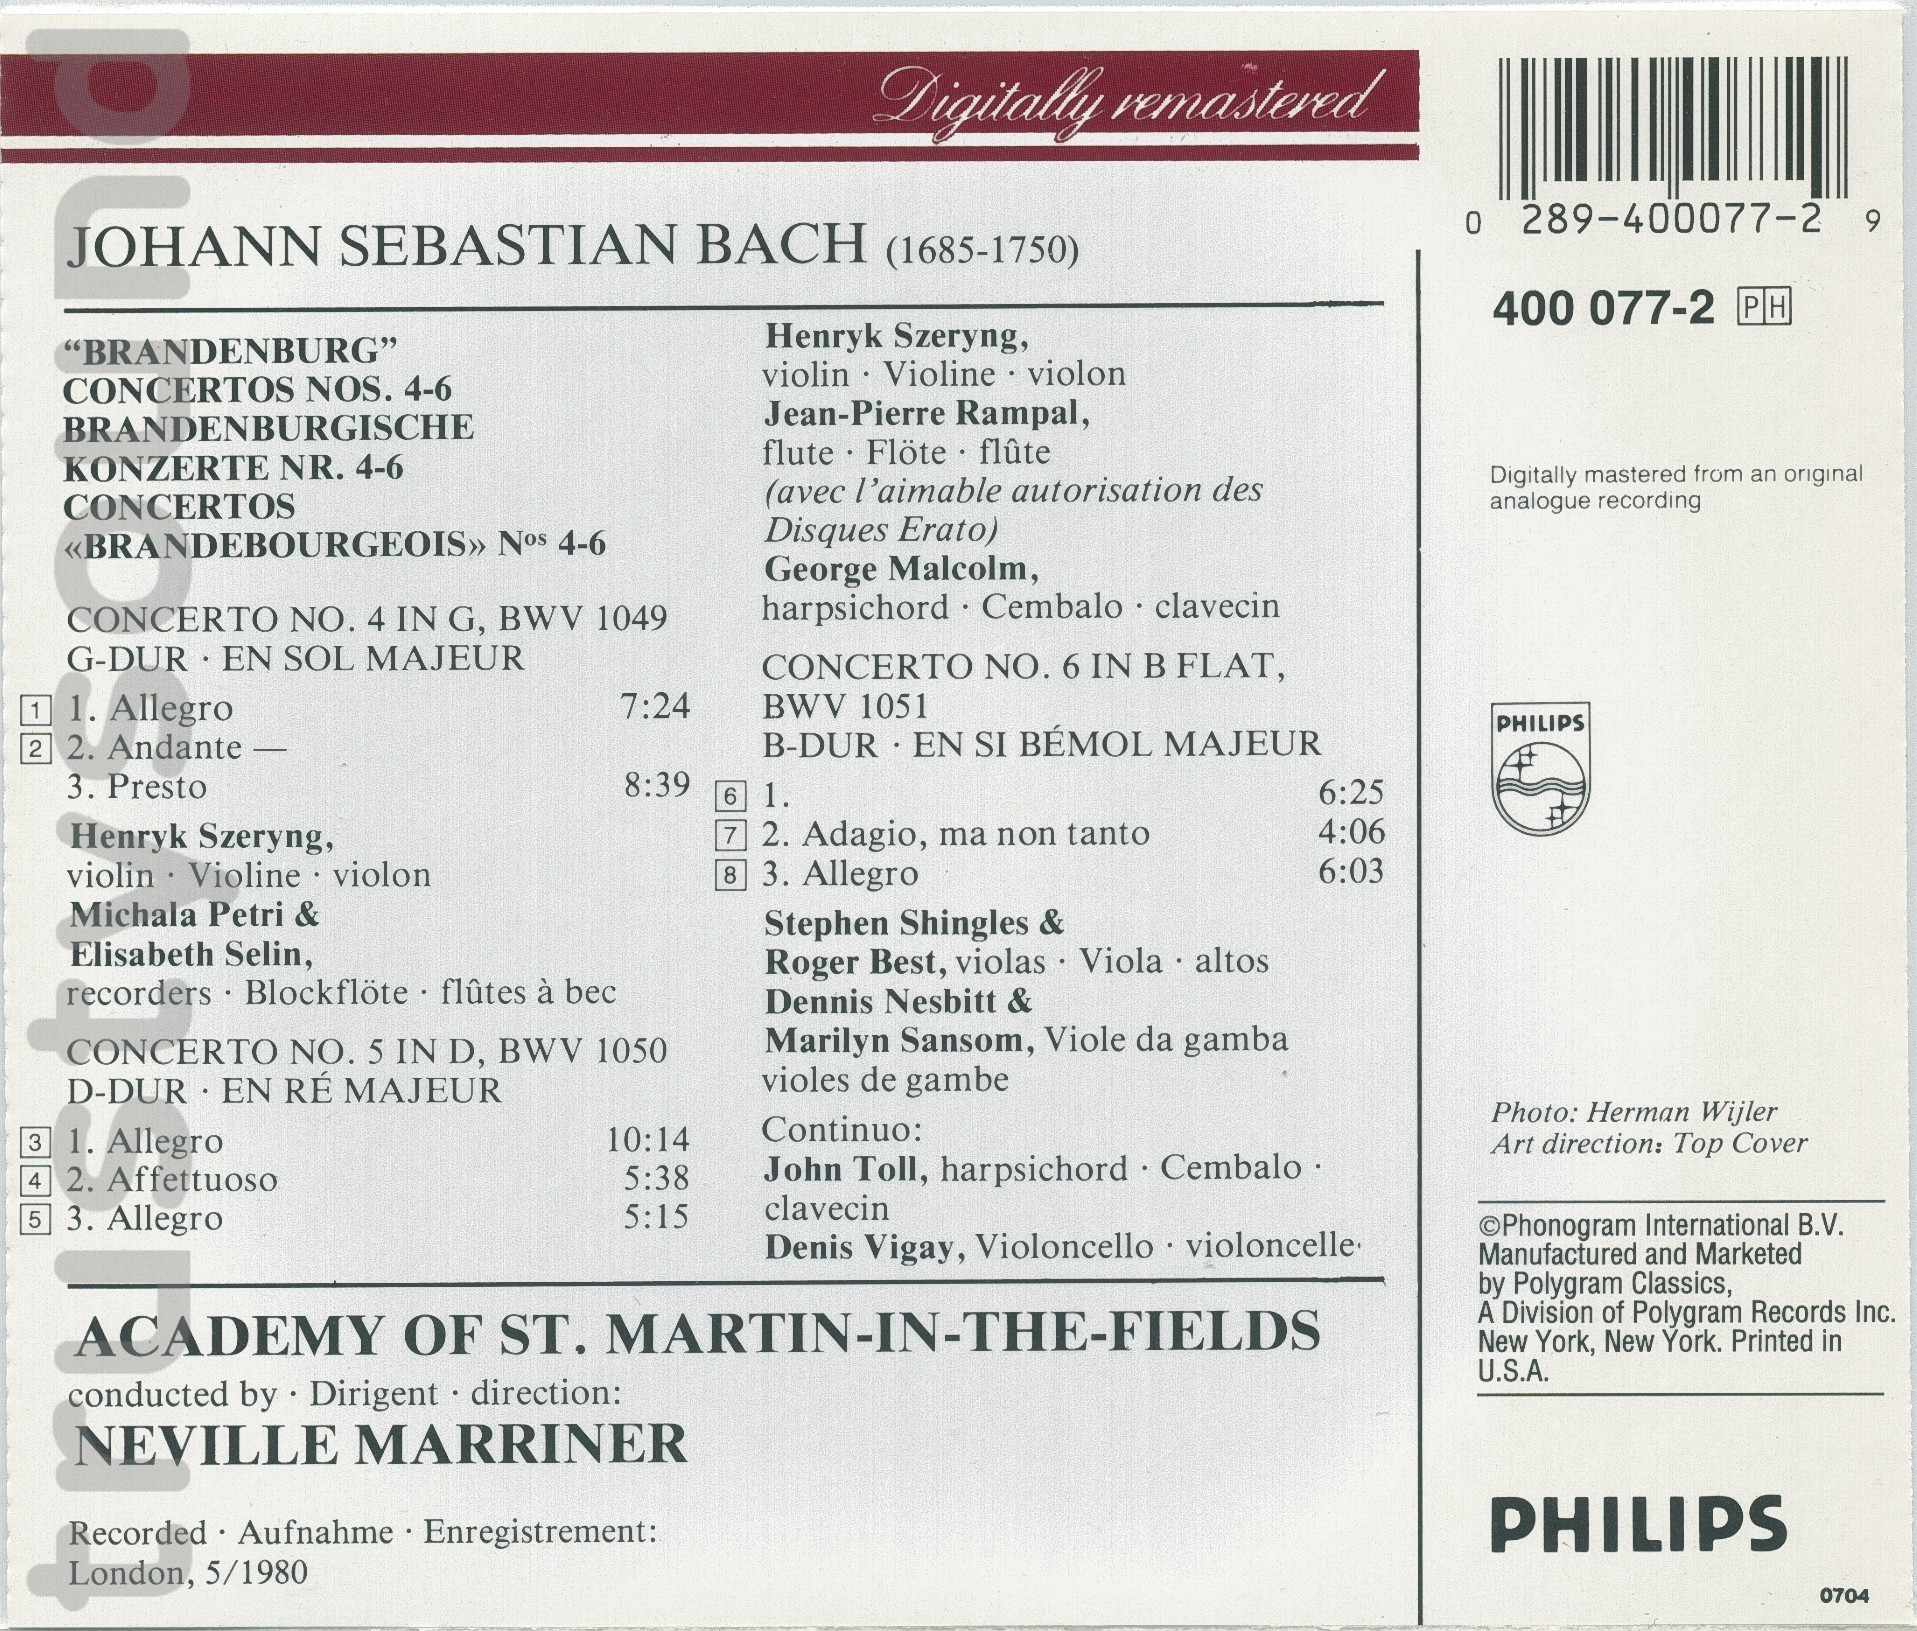 Digitally remastered
JOHANN SEBASTIAN BACH (1685-1750)
“BRANDENBURG”
CONCERTOS NOS. 4-6
BRANDENBURGISCHE
KONZERTE NR. 4-6
CONCERTOS
«BRANDEBOURGEOIS» Nos 4-6
CONCERTO NO. 4 IN G, BWV 1049
G-DUR · EN SOL MAJEUR
1 1. Allegro 7:24
2 2. Andante —
3. Presto 8:39
Henryk Szeryng,
violin · Violine · violon
Michala Petri &
Elisabeth Selin,
recorders · Blockflöte · flûtes à bec
CONCERTO NO. 5 IN D, BWV 1050
D-DUR · EN RÉ MAJEUR
3 1. Allegro 10:14
4 2. Affettuoso 5:38
5 3. Allegro 5:15
Henryk Szeryng,
violin · Violine · violon
Jean-Pierre Rampal,
flute · Flöte · flûte
(avec l’aimable autorisation des
Disques Erato)
George Malcolm,
harpsichord · Cembalo · clavecin
CONCERTO NO. 6 IN B FLAT,
BWV 1051
B-DUR · EN SI BÉMOL MAJEUR
6 1. 6:25
7 2. Adagio, ma non tanto 4:06
8 3. Allegro 6:03
Stephen Shingles &
Roger Best, violas · Viola · altos
Dennis Nesbitt &
Marilyn Sansom, Viole da gamba
violes de gambe
Continuo:
John Toll, harpsichord · Cembalo ·
clavecin
Denis Vigay, Violoncello · violoncelle·
ACADEMY OF ST. MARTIN-IN-THE-FIELDS
conducted by · Dirigent · direction:
NEVILLE MARRINER
Recorded · Aufnahme · Enregistrement:
London, 5/1980
0 289-400077-2 9
400 077-2 PH
Digitally mastered from an original
analogue recording
PHILIPS
Photo: Herman Wijler
Art direction: Top Cover
©Phonogram International B.V.
Manufactured and Marketed
by Polygram Classics,
A Division of Polygram Records Inc.
New York, New York. Printed in
U.S.A.
PHILIPS
0704
trustysound